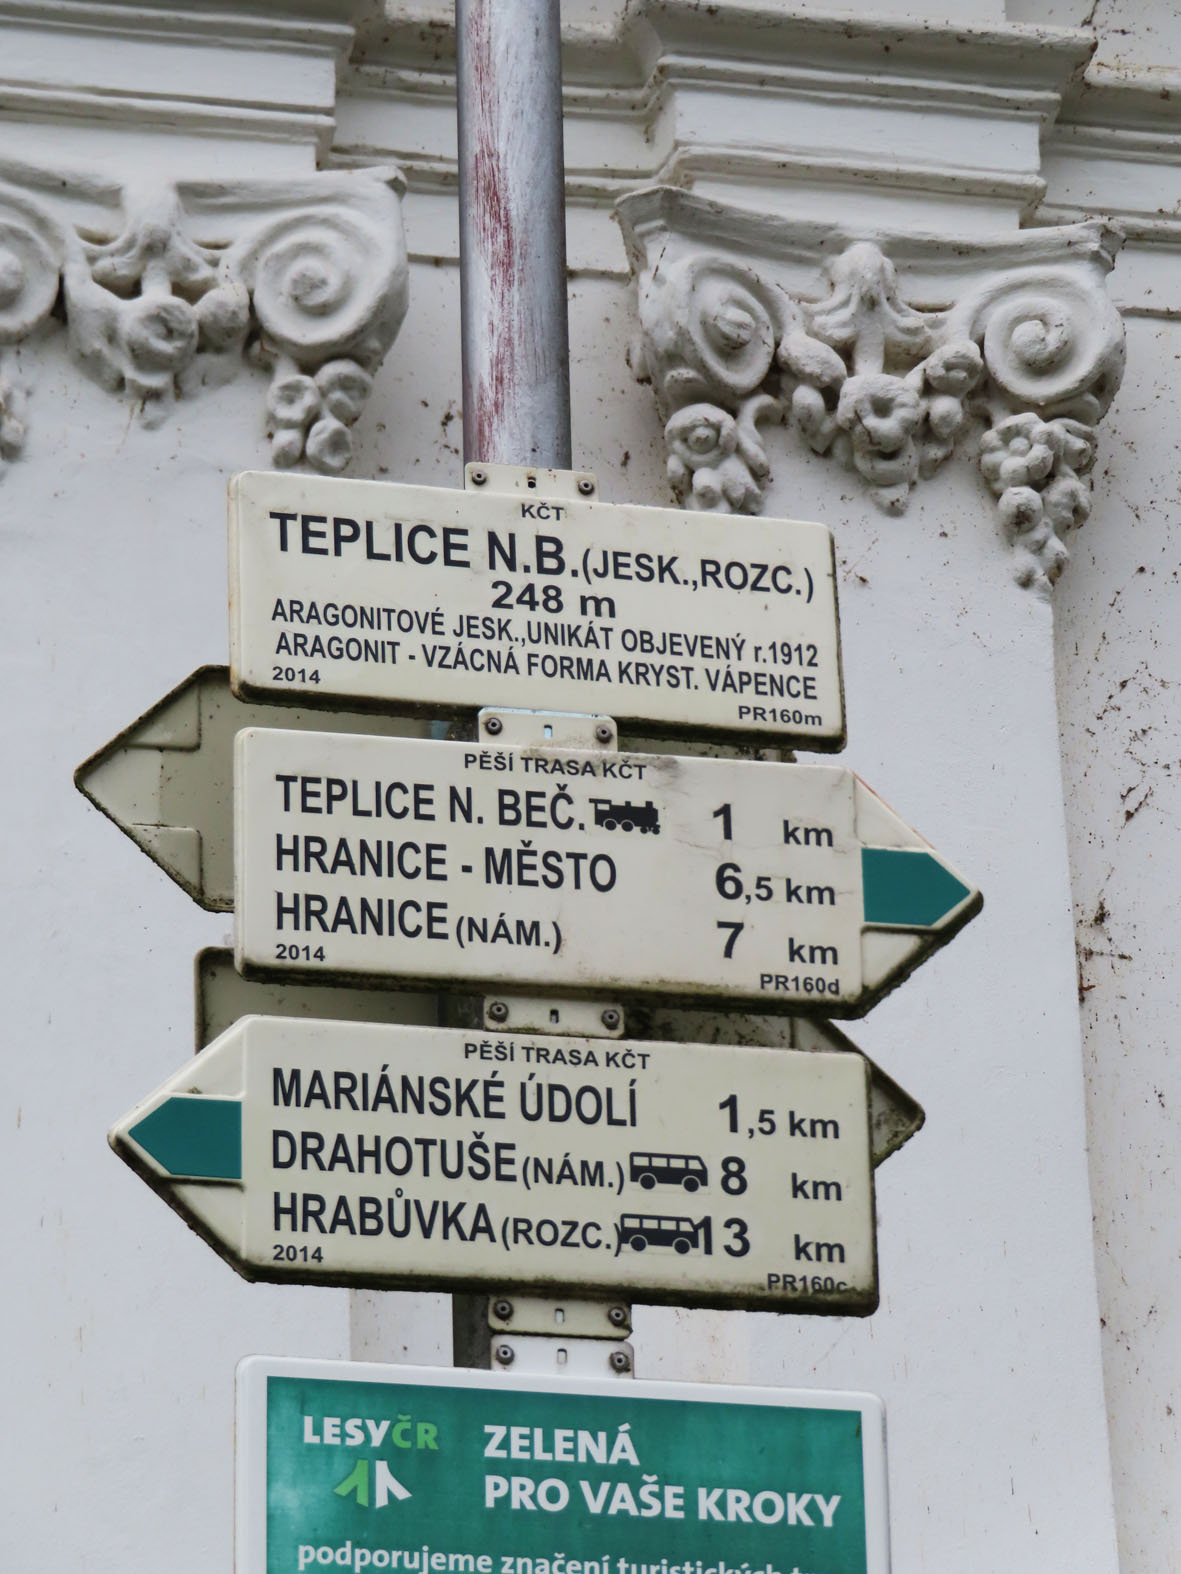 KČT
TEPLICE N.B.(JESK.,ROZC.)
248 m
ARAGONITOVÉ JESK.,UNIKÁT OBJEVENÝ r.1912
ARAGONIT - VZÁCNÁ FORMA KRYST. VÁPENCE
2014
PR160m
PĚŠÍ TRASA KČT
TEPLICE N. BEČ. 1 km
HRANICE - MĚSTO 6,5 km
HRANICE (NÁM.) 7 km
2014
PR160d
PĚŠÍ TRASA KČT
MARIÁNSKÉ ÚDOLÍ 1,5 km
DRAHOTUŠE (NÁM.) 8 km
HRABŮVKA (ROZC.) 13 km
2014
PR160c
LESYČR
ZELENÁ
PRO VAŠE KROKY
podporujeme značení turistických